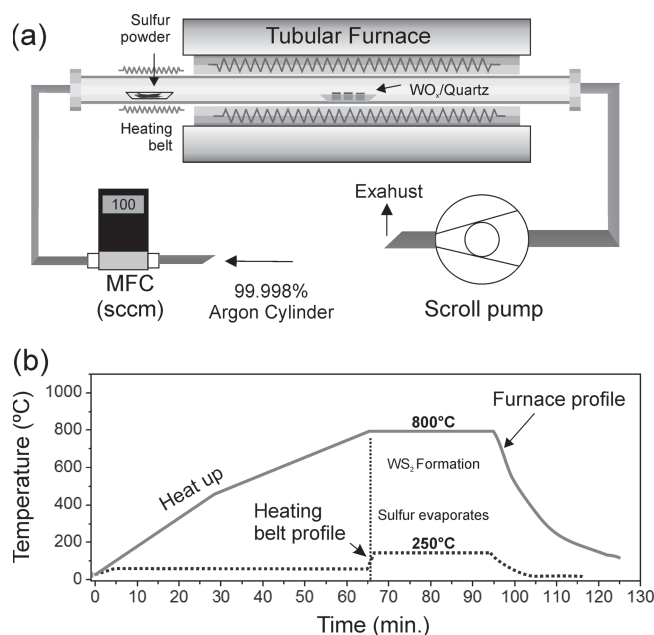 (a)
Sulfur
powder
Tubular Furnace
WOx/Quartz
Heating
belt
100
MFC
(sccm)
99.998%
Argon Cylinder
Exahust
Scroll pump
(b)
Temperature (ºC)
1000
800
600
400
200
0
Heat up
800°C
Furnace profile
WS2 Formation
Heating
belt profile
Sulfur evaporates
250°C
0 10 20 30 40 50 60 70 80 90 100 110 120 130
Time (min.)